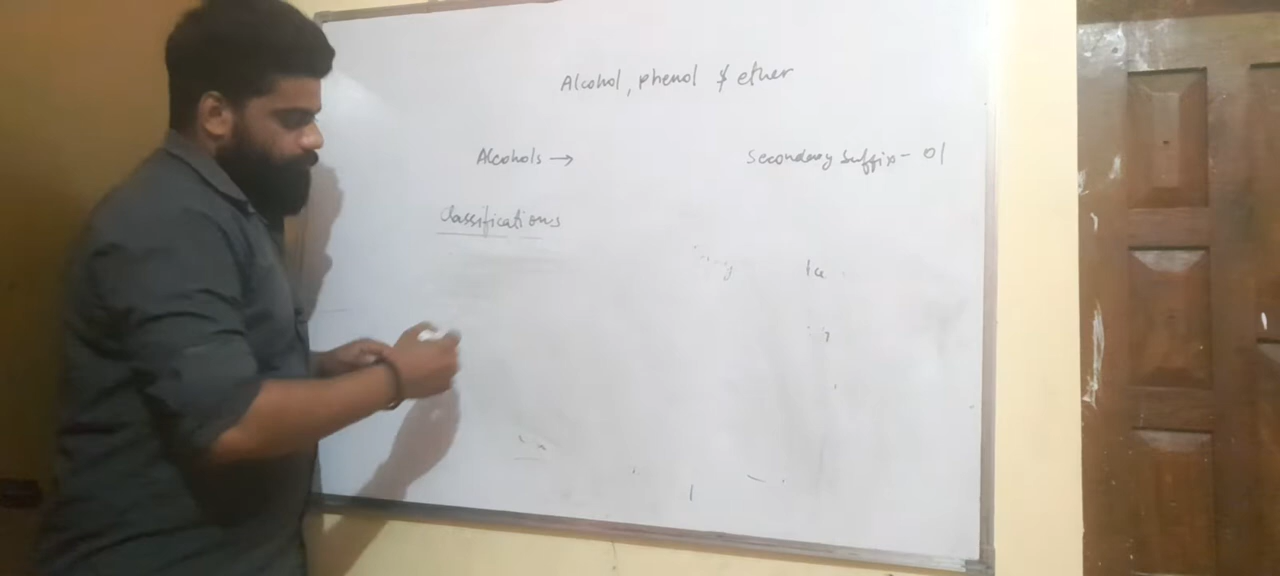 Alcohol, phenol & ether
Alcohols → Secondary Suffix - ol
Classifications